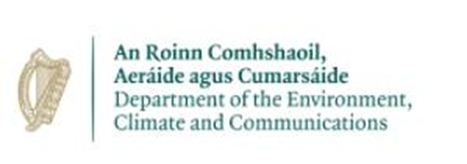 An Roinn Comhshaoil,
Aeráide agus Cumarsáide
Department of the Environment,
Climate and Communications